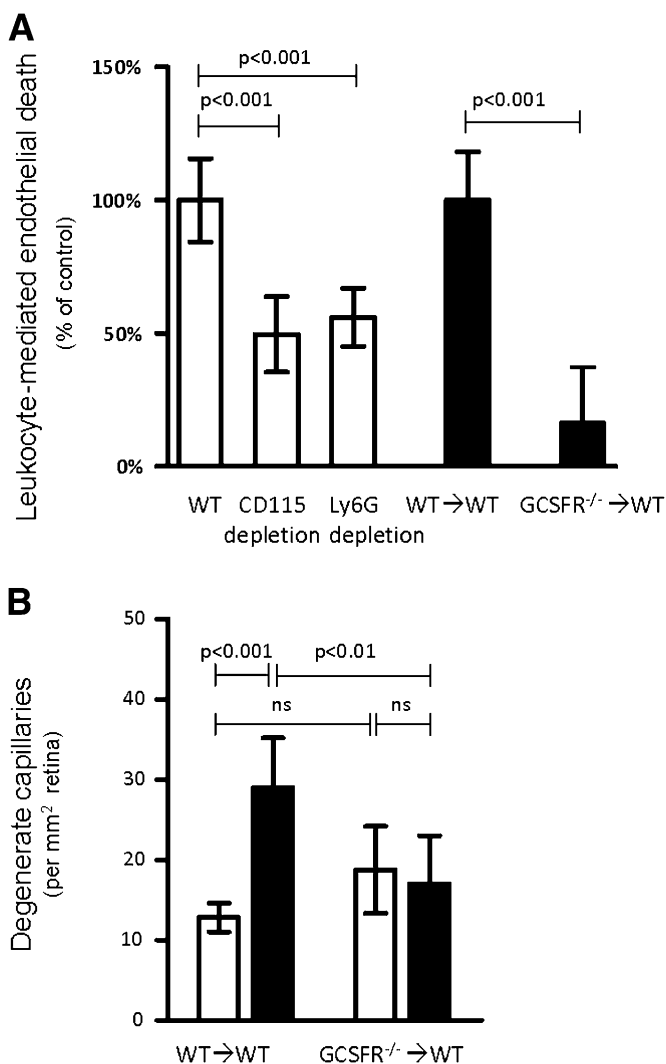 A
Leukocyte-mediated endothelial death
(% of control)
150%
100%
50%
0%
p<0.001
p<0.001
p<0.001
WT
CD115
depletion
Ly6G
depletion
WT→WT
GCSFR-/- →WT
B
Degenerate capillaries
(per mm2 retina)
50
40
30
20
10
0
p<0.001
p<0.01
ns
ns
WT→WT
GCSFR-/- →WT